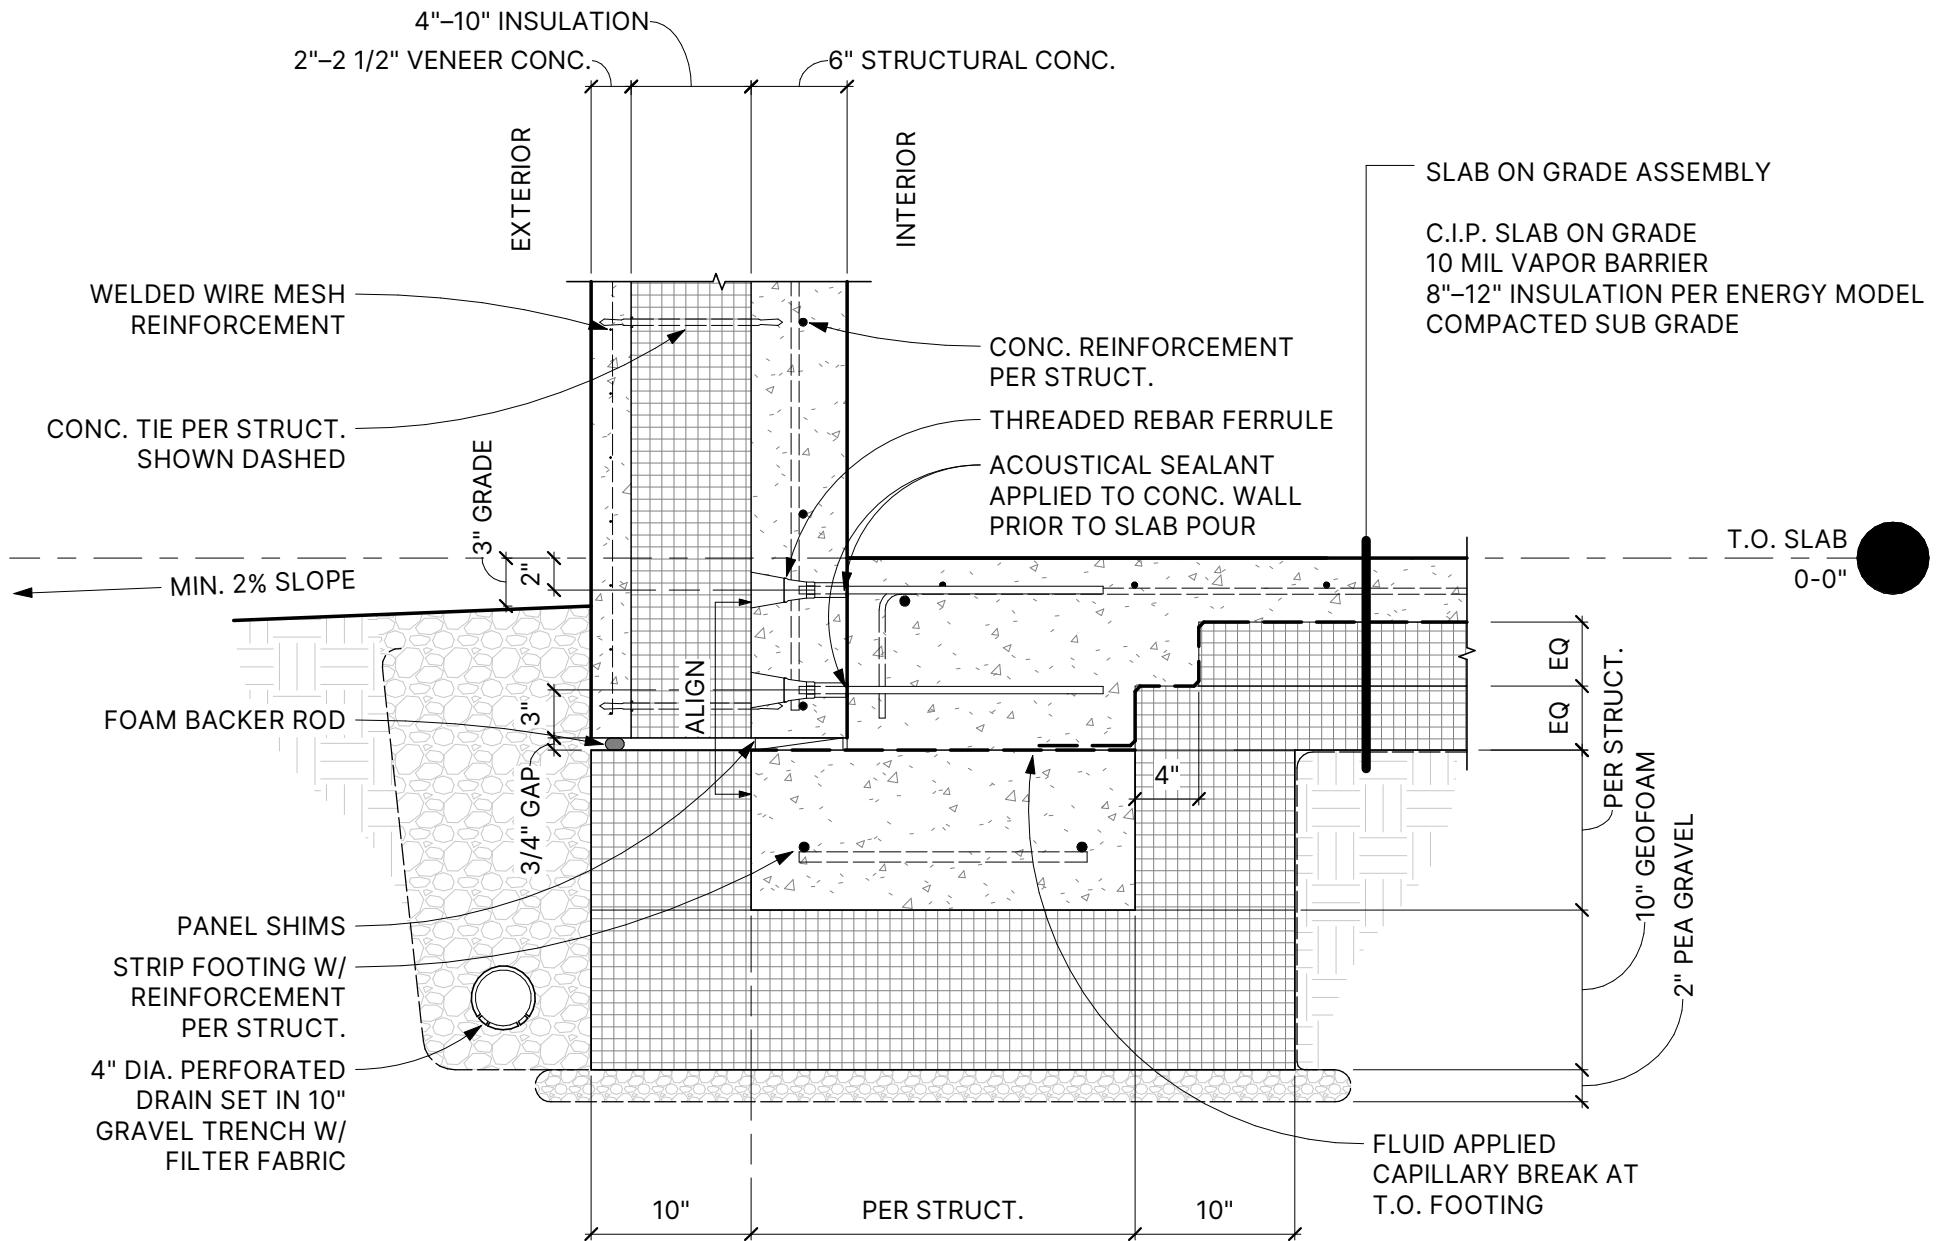 4"–10" INSULATION
2"–2 1/2" VENEER CONC.
6" STRUCTURAL CONC.
EXTERIOR
INTERIOR
SLAB ON GRADE ASSEMBLY
C.I.P. SLAB ON GRADE
10 MIL VAPOR BARRIER
8"–12" INSULATION PER ENERGY MODEL
COMPACTED SUB GRADE
WELDED WIRE MESH
REINFORCEMENT
CONC. TIE PER STRUCT.
SHOWN DASHED
CONC. REINFORCEMENT
PER STRUCT.
THREADED REBAR FERRULE
ACOUSTICAL SEALANT
APPLIED TO CONC. WALL
PRIOR TO SLAB POUR
3" GRADE
2"
MIN. 2% SLOPE
T.O. SLAB
0-0"
ALIGN
FOAM BACKER ROD
3"
3/4" GAP
4"
EQ
EQ
PER STRUCT.
10" GEOFOAM
2" PEA GRAVEL
PANEL SHIMS
STRIP FOOTING W/
REINFORCEMENT
PER STRUCT.
4" DIA. PERFORATED
DRAIN SET IN 10"
GRAVEL TRENCH W/
FILTER FABRIC
FLUID APPLIED
CAPILLARY BREAK AT
T.O. FOOTING
10"
PER STRUCT.
10"